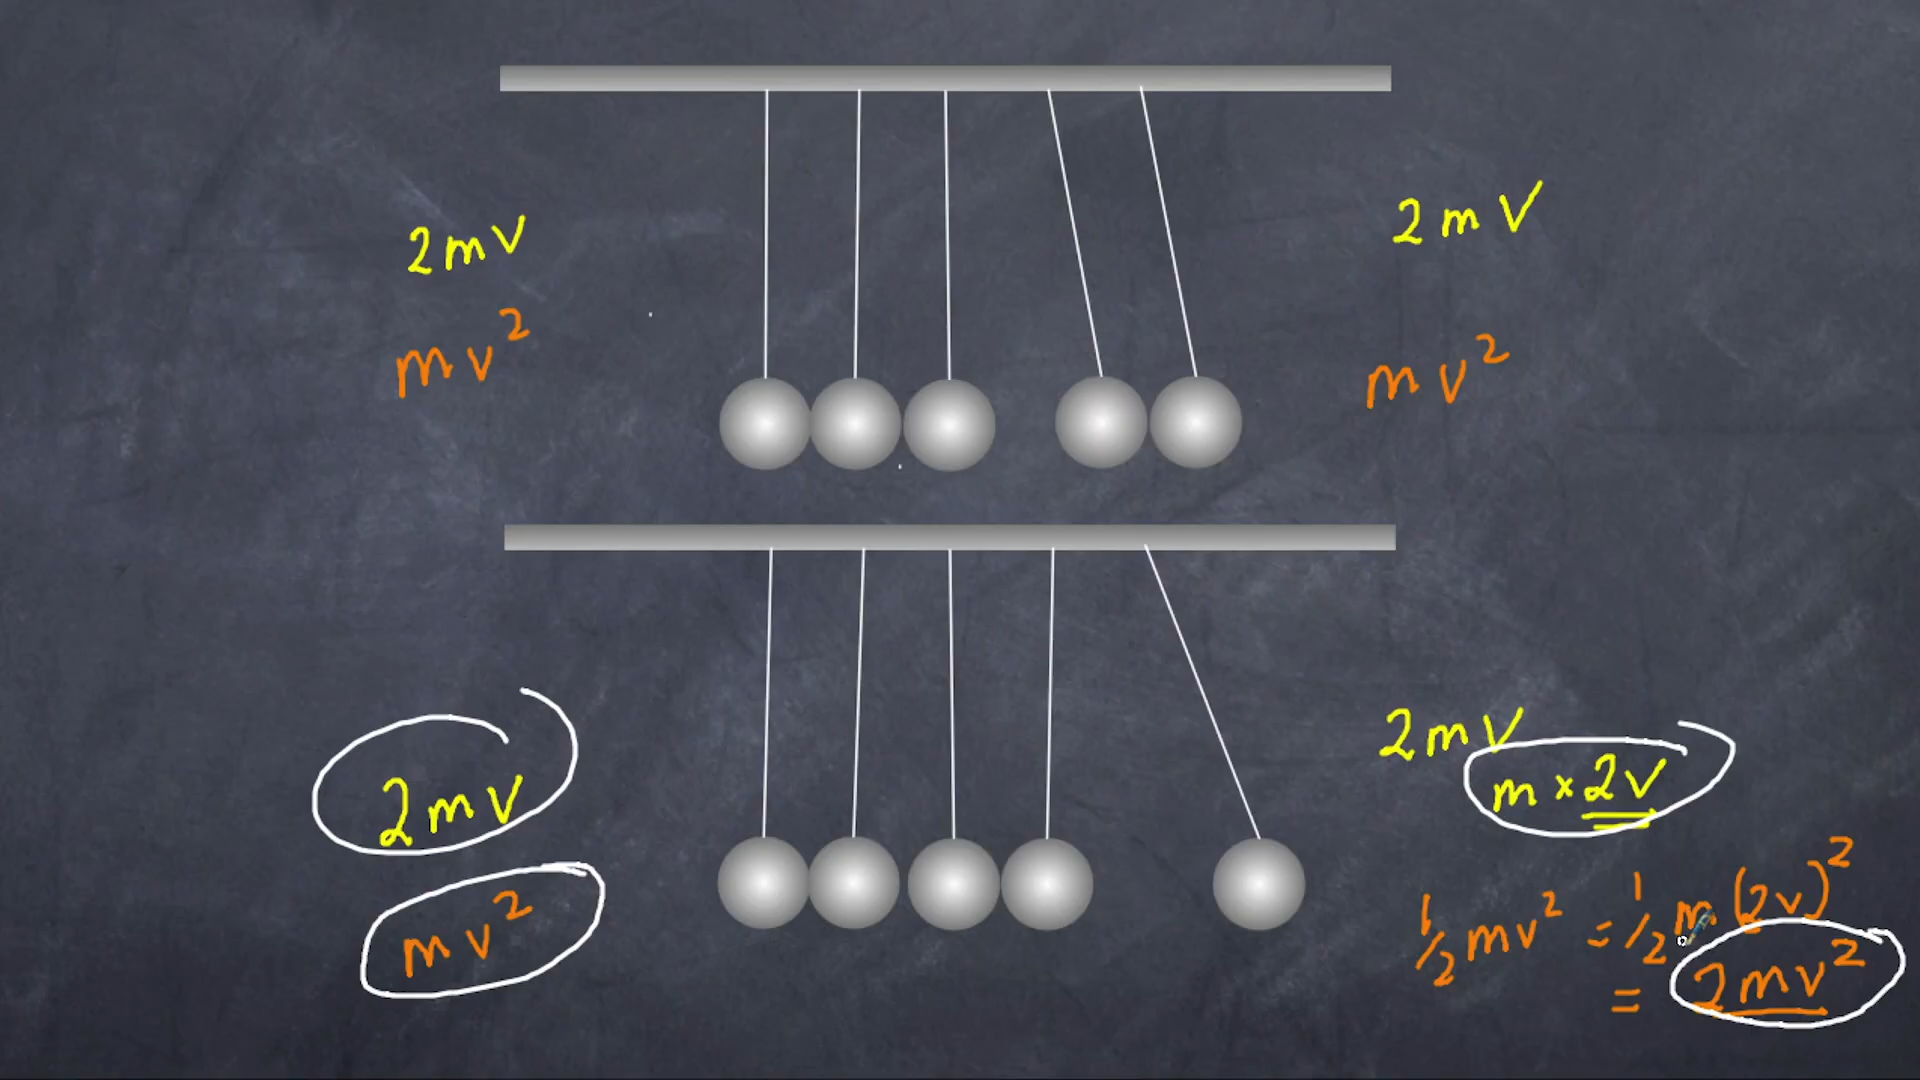 2mv
mv²
2mv
mv²
2mv
mv²
2mv
m × 2v
½mv² = ½m(2v)²
= 2mv²